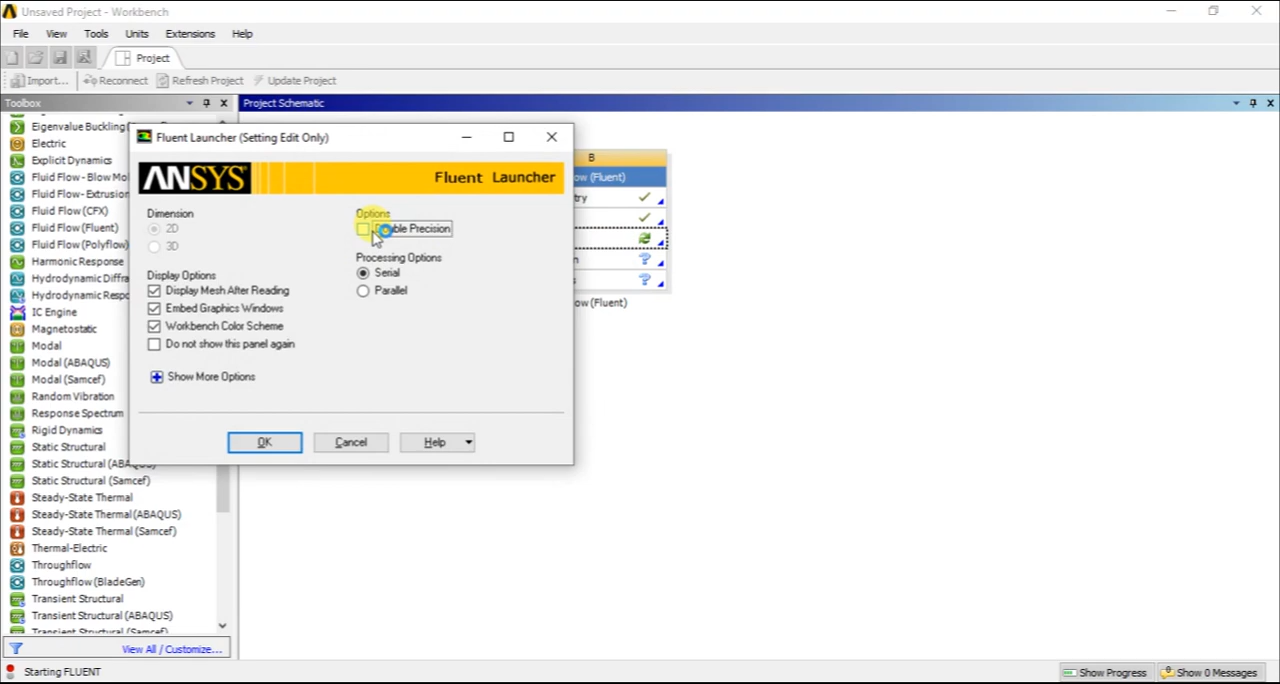 Unsaved Project - Workbench
File View Tools Units Extensions Help
Project
Import... Reconnect Refresh Project Update Project
Toolbox
Project Schematic
Eigenvalue Buckling
Electric
Explicit Dynamics
Fluid Flow - Blow Mol
Fluid Flow - Extrusion
Fluid Flow (CFX)
Fluid Flow (Fluent)
Fluid Flow (Polyflow)
Harmonic Response
Hydrodynamic Diffra
Hydrodynamic Respo
IC Engine
Magnetostatic
Modal
Modal (ABAQUS)
Modal (Samcef)
Random Vibration
Response Spectrum
Rigid Dynamics
Static Structural
Static Structural (ABAQ
Static Structural (Samcef)
Steady-State Thermal
Steady-State Thermal (ABAQUS)
Steady-State Thermal (Samcef)
Thermal-Electric
Throughflow
Throughflow (BladeGen)
Transient Structural
Transient Structural (ABAQUS)
Transient Structural (Samcef)
View All / Customize...
Fluent Launcher (Setting Edit Only)
ANSYS
Fluent Launcher
Dimension
2D
3D
Display Options
Display Mesh After Reading
Embed Graphics Windows
Workbench Color Scheme
Do not show this panel again
Show More Options
Options
Precision
Processing Options
Serial
Parallel
OK Cancel Help
B
ow (Fluent)
try
n
s
ow (Fluent)
Starting FLUENT
Show Progress Show 0 Messages